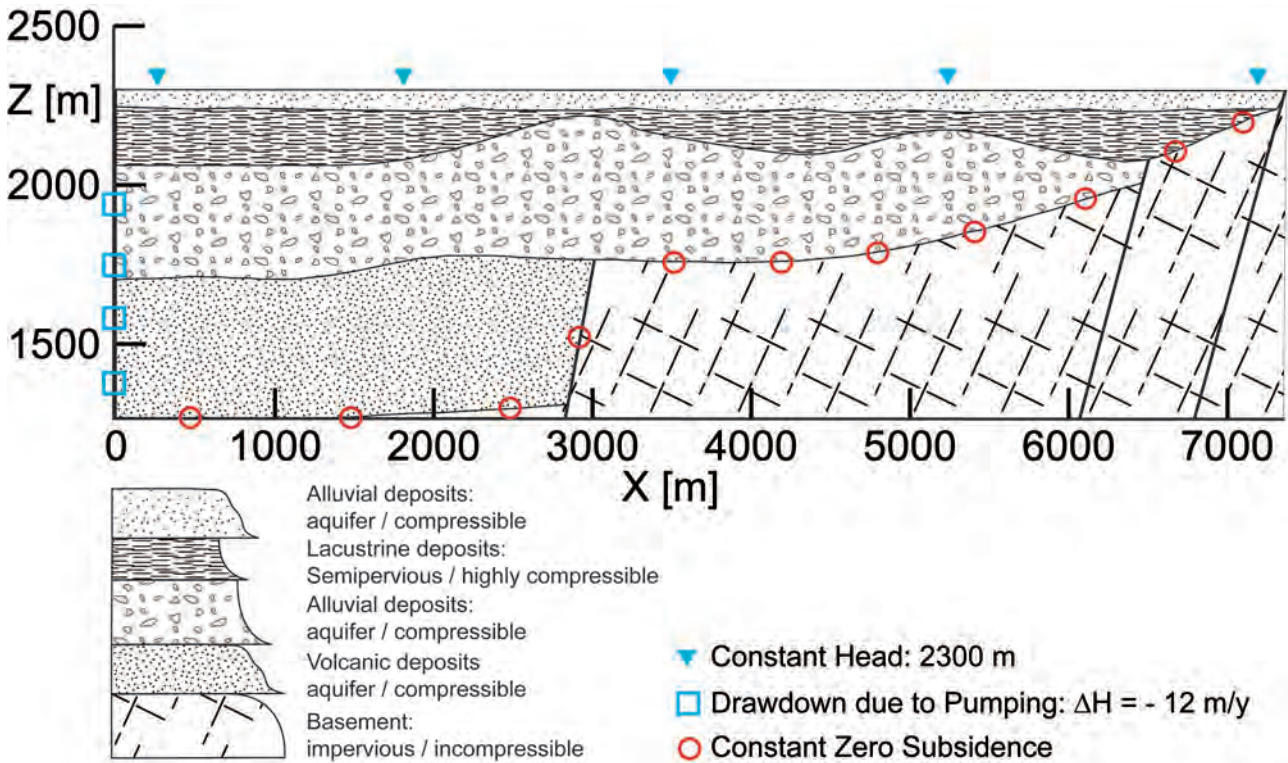 2500
Z [m]
2000
1500
0 1000 2000 3000 4000 5000 6000 7000
X [m]
Alluvial deposits:
aquifer / compressible
Lacustrine deposits:
Semipervious / highly compressible
Alluvial deposits:
aquifer / compressible
Volcanic deposits
aquifer / compressible
Basement:
impervious / incompressible
Constant Head: 2300 m
Drawdown due to Pumping: ΔH = - 12 m/y
Constant Zero Subsidence